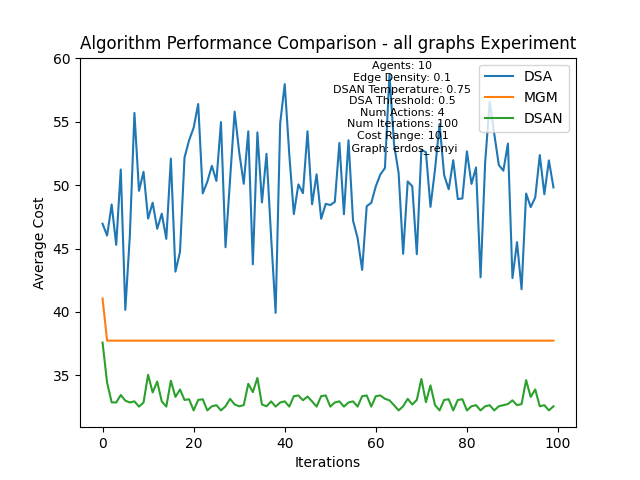 Algorithm Performance Comparison - all graphs Experiment
Agents: 10
Edge Density: 0.1
DSAN Temperature: 0.75
DSA Threshold: 0.5
Num Actions: 4
Num Iterations: 100
Cost Range: 101
Graph: erdos_renyi
DSA
MGM
DSAN
60
55
50
45
40
35
Average Cost
0 20 40 60 80 100
Iterations